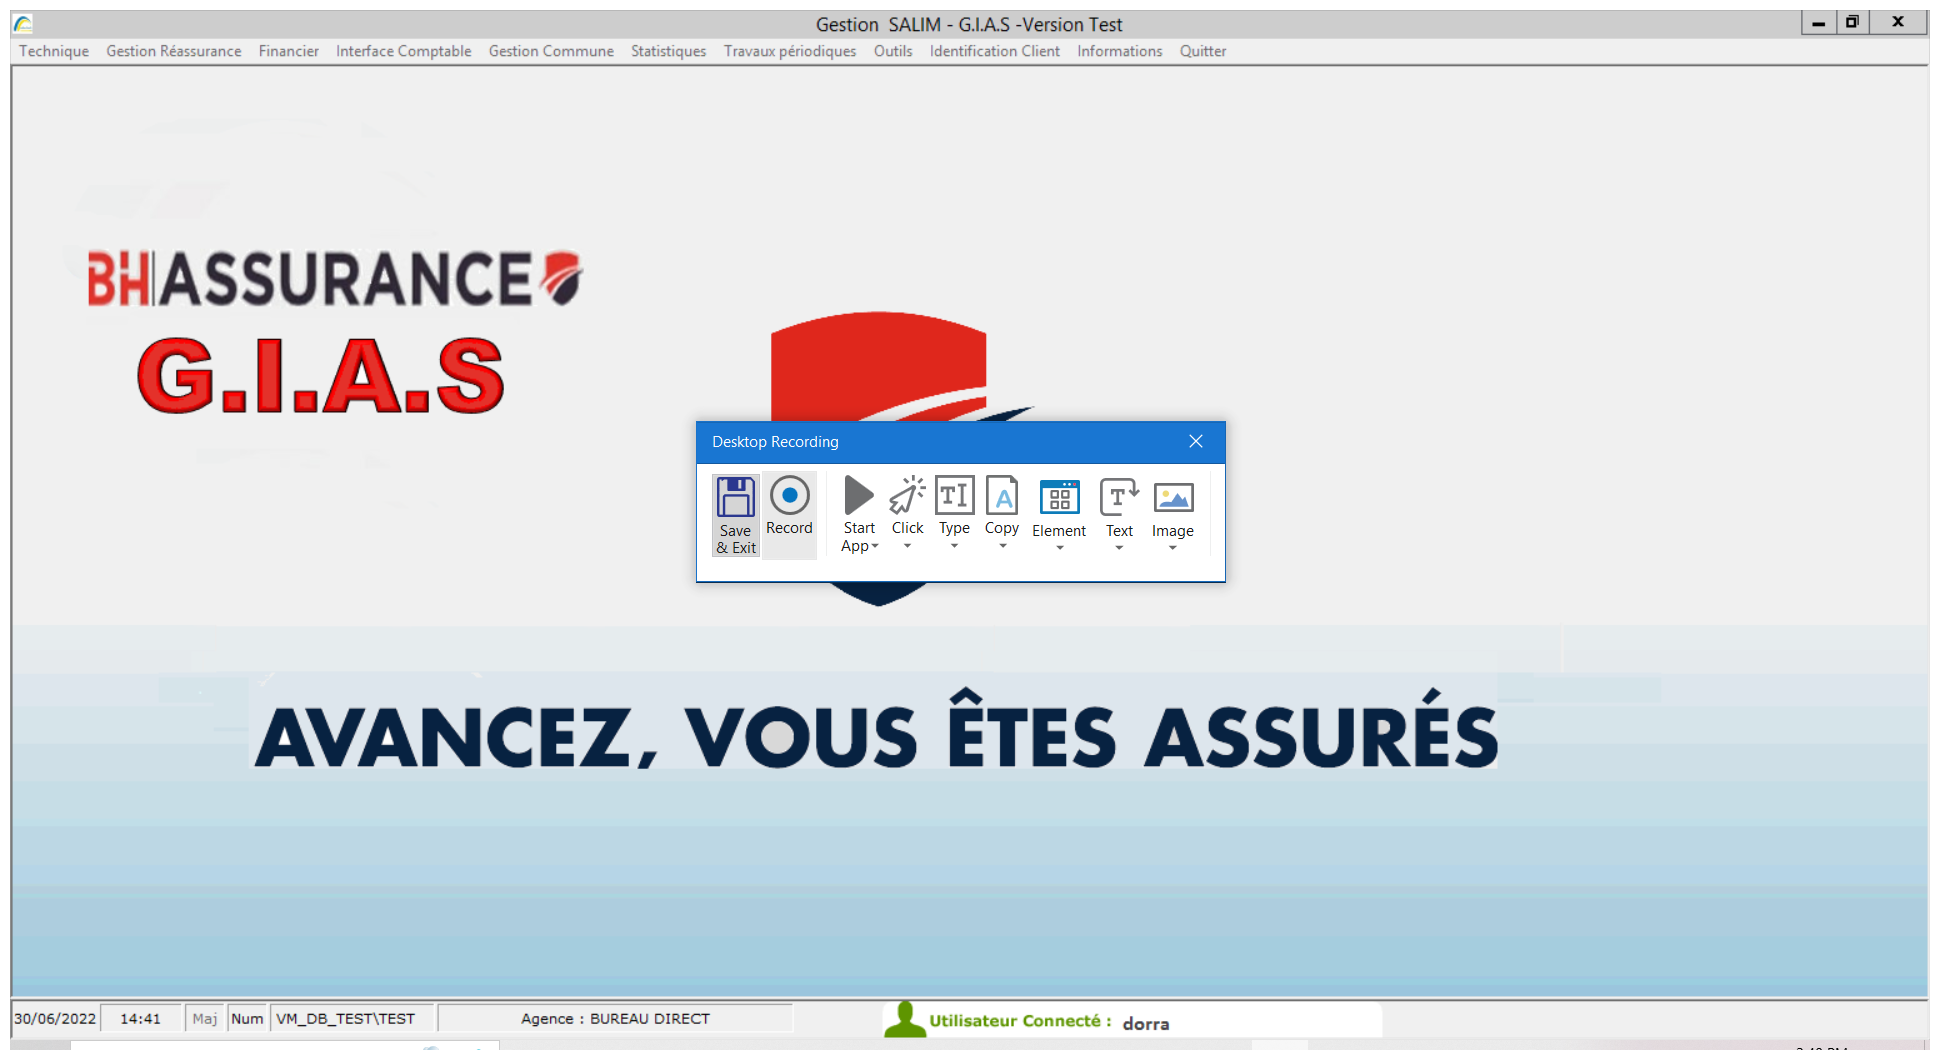 Gestion SALIM - G.I.A.S -Version Test
Technique Gestion Réassurance Financier Interface Comptable Gestion Commune Statistiques Travaux périodiques Outils Identification Client Informations Quitter
BH ASSURANCE
G.I.A.S
Desktop Recording
Save & Exit
Record
Start App
Click
Type
Copy
Element
Text
Image
AVANCEZ, VOUS ÊTES ASSURÉS
30/06/2022 14:41 Maj Num VM_DB_TEST\TEST Agence : BUREAU DIRECT Utilisateur Connecté : dorra